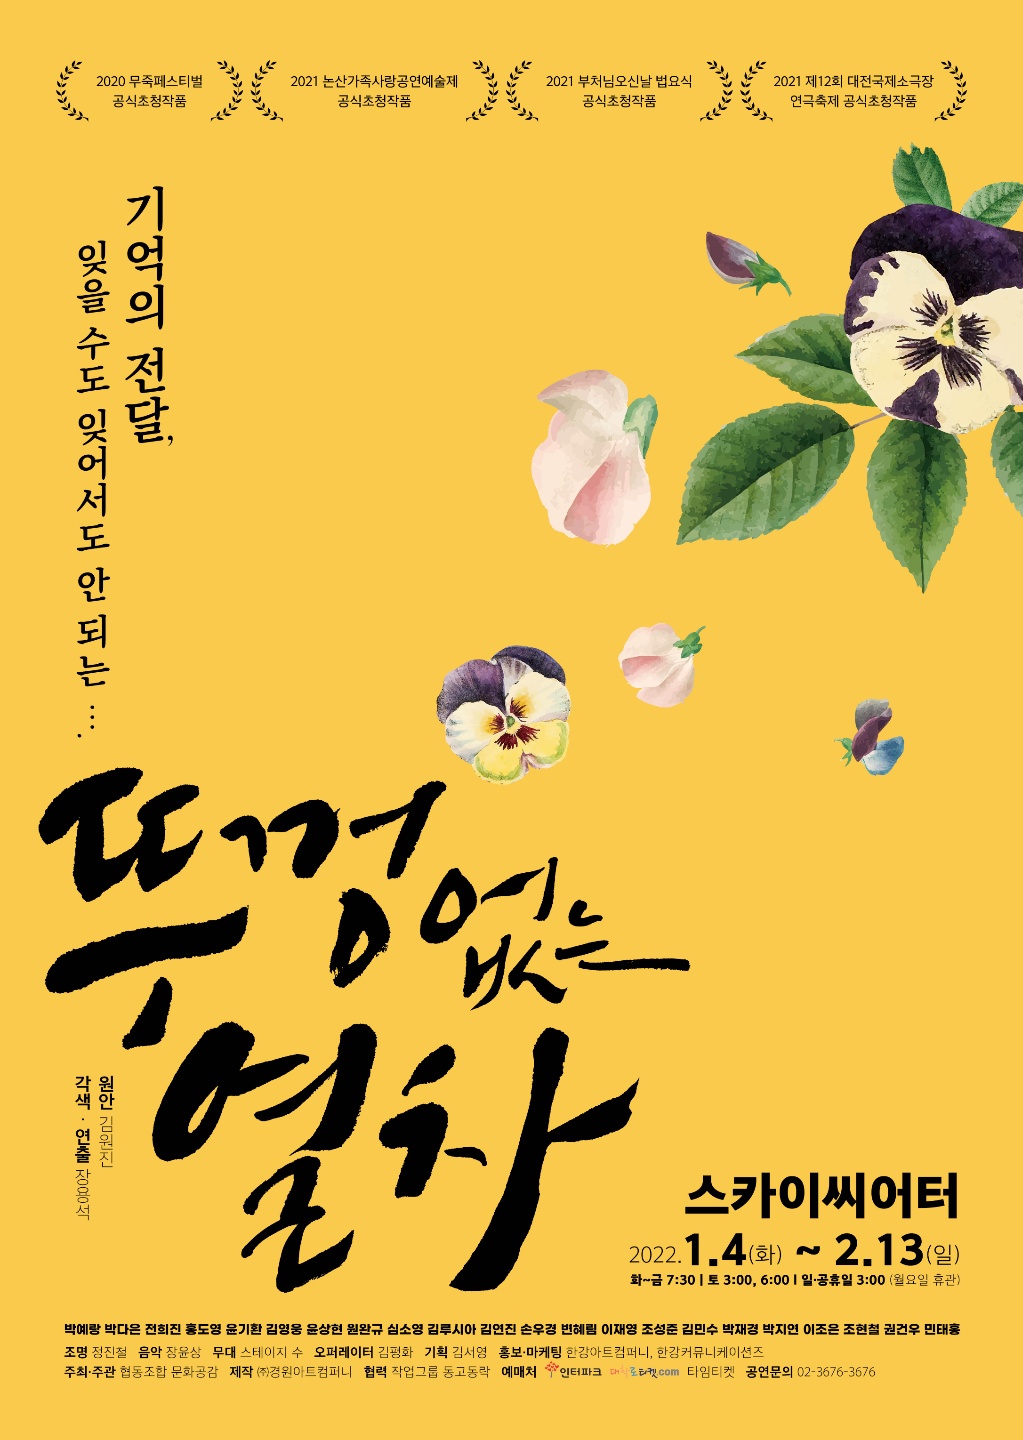 2020 무죽페스티벌
공식초청작품
2021 논산가족사랑공연예술제
공식초청작품
2021 부처님오신날 법요식
공식초청작품
2021 제12회 대전국제소극장
연극축제 공식초청작품
기억의 전달,
잊을 수도 잊어서도 안 되는 ....
뚜껑없는
열차
원안 김원진
각색·연출 장용석
스카이씨어터
2022.1.4(화) ~ 2.13(일)
화~금 7:30 | 토 3:00, 6:00 | 일·공휴일 3:00 (월요일 휴관)
박예랑 박다은 전희진 홍도영 윤기환 김영웅 윤상현 원완규 심소영 김루시아 김연진 손우경 변혜림 이재영 조성준 김민수 박재경 박지연 이조은 조현철 권건우 민태홍
조명 정진철 음악 장윤상 무대 스테이지 수 오퍼레이터 김평화 기획 김서영 홍보·마케팅 한강아트컴퍼니, 한강커뮤니케이션즈
주최·주관 협동조합 문화공감 제작 ㈜경원아트컴퍼니 협력 작업그룹 동고동락 예매처 인터파크 대학로티켓.com 타임티켓 공연문의 02-3676-3676